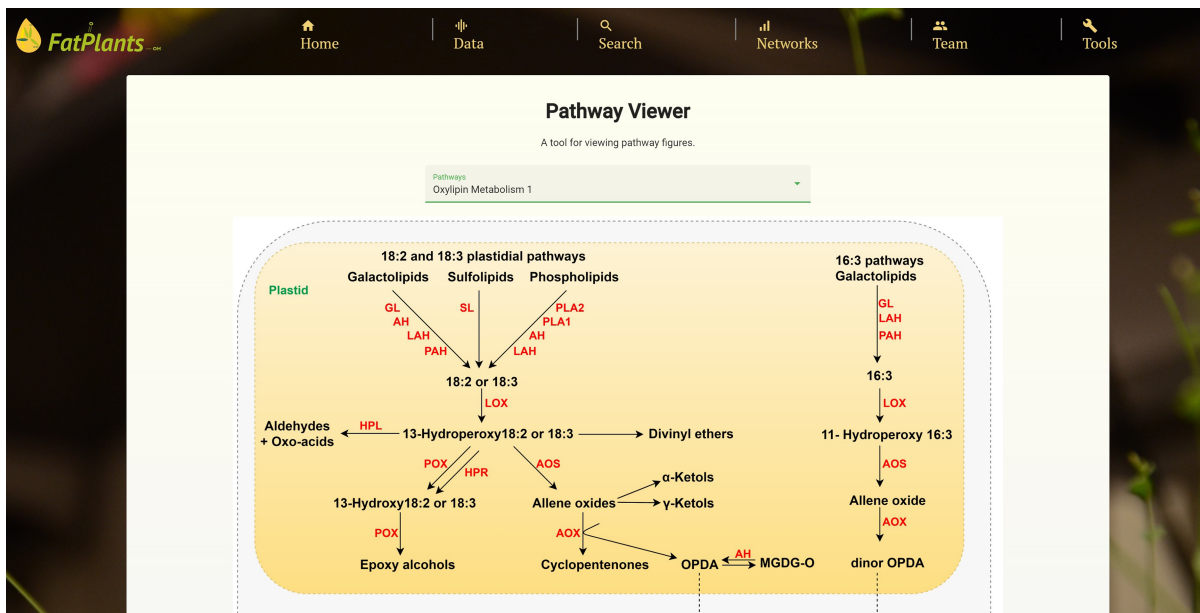 FatPlants
Home
Data
Search
Networks
Team
Tools
Pathway Viewer
A tool for viewing pathway figures.
Pathways
Oxylipin Metabolism 1
18:2 and 18:3 plastidial pathways
Galactolipids Sulfolipids Phospholipids
16:3 pathways
Galactolipids
Plastid
GL SL PLA2 GL
AH PLA1 LAH
LAH AH PAH
PAH LAH
18:2 or 18:3 16:3
LOX LOX
Aldehydes
+ Oxo-acids
HPL
13-Hydroperoxy18:2 or 18:3
Divinyl ethers
11- Hydroperoxy 16:3
POX HPR AOS AOS
α-Ketols
13-Hydroxy18:2 or 18:3 Allene oxides γ-Ketols Allene oxide
POX AOX AOX
Epoxy alcohols Cyclopentenones OPDA AH MGDG-O dinor OPDA